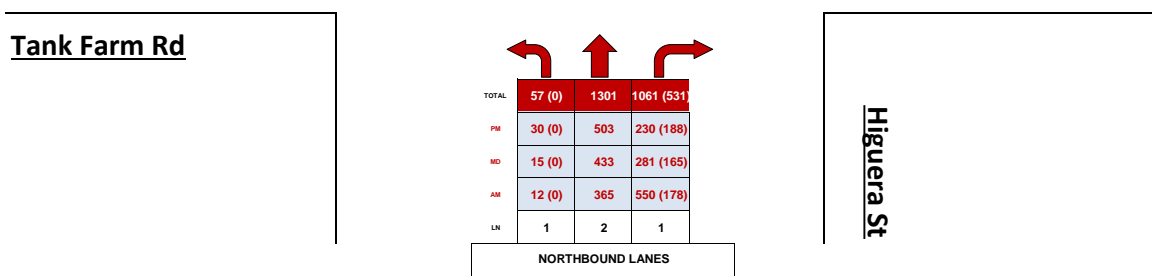 Tank Farm Rd
TOTAL 57 (0) 1301 1061 (531)
PM 30 (0) 503 230 (188)
MD 15 (0) 433 281 (165)
AM 12 (0) 365 550 (178)
LN 1 2 1
NORTHBOUND LANES
Higuera St